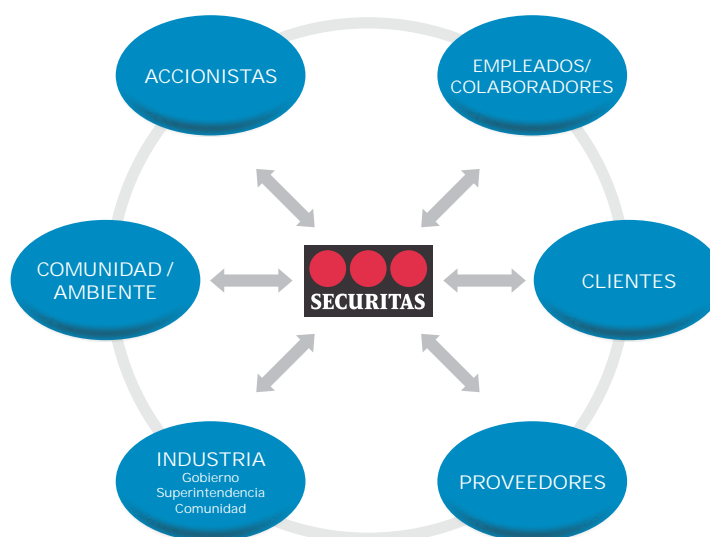 ACCIONISTAS
EMPLEADOS/
COLABORADORES
COMUNIDAD /
AMBIENTE
SECURITAS
CLIENTES
INDUSTRIA
Gobierno
Superintendencia
Comunidad
PROVEEDORES